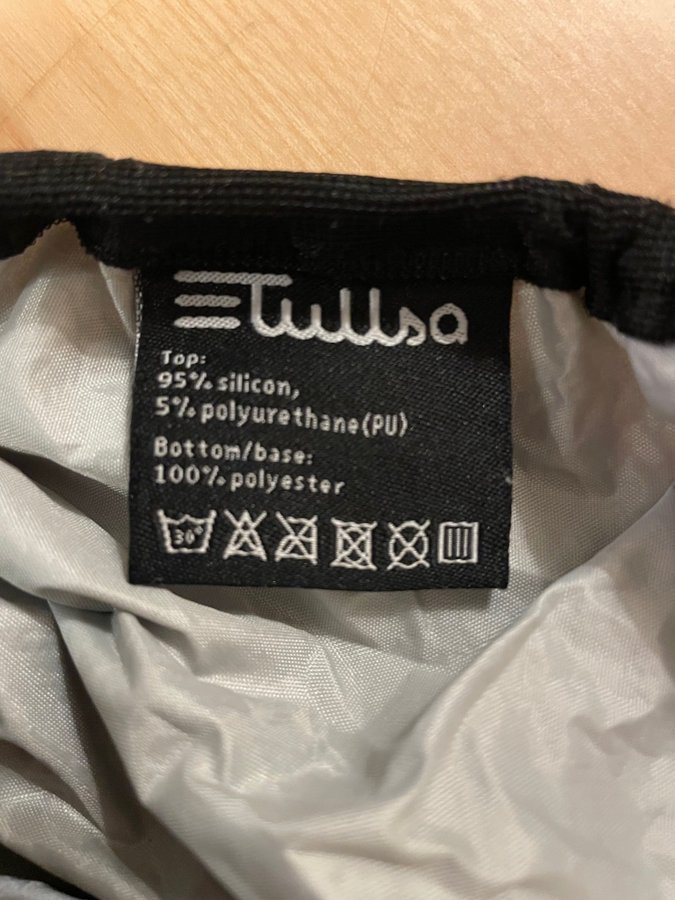 Tullsa
Top:
95% silicon,
5% polyurethane(PU)
Bottom/base:
100% polyester
30°